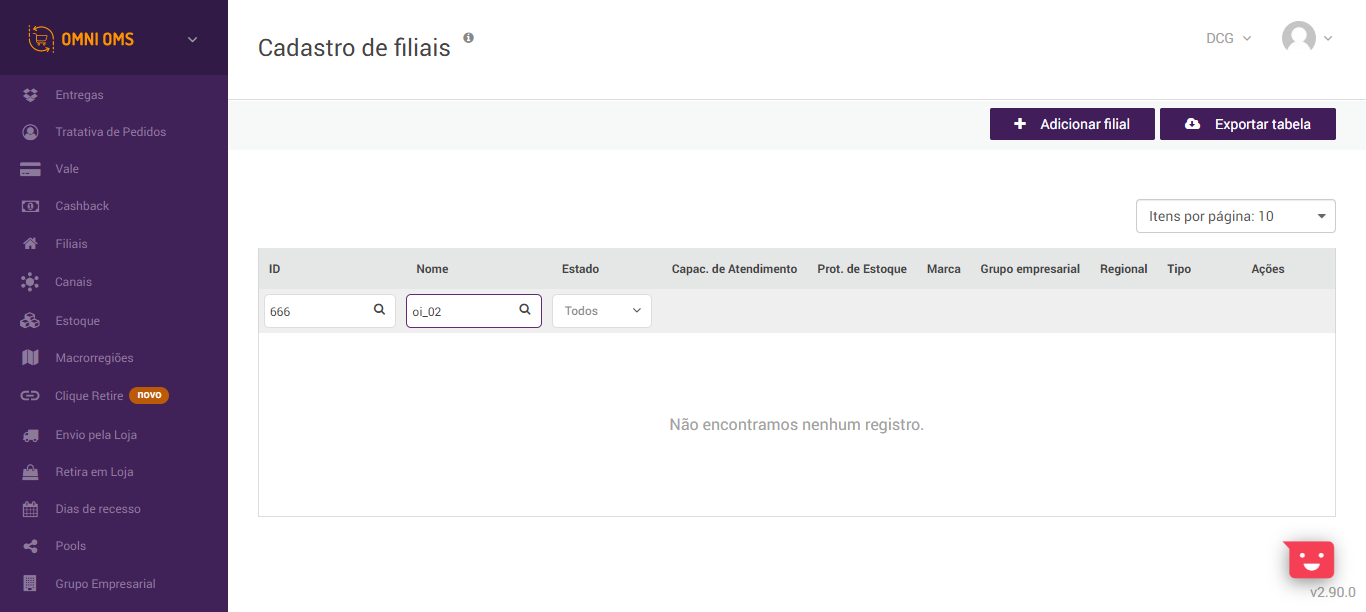 OMNI OMS
Cadastro de filiais
DCG
Entregas
Tratativa de Pedidos
Vale
Cashback
Filiais
Canais
Estoque
Macrorregiões
Clique Retire novo
Envio pela Loja
Retira em Loja
Dias de recesso
Pools
Grupo Empresarial
Adicionar filial
Exportar tabela
Itens por página: 10
ID Nome Estado Capac. de Atendimento Prot. de Estoque Marca Grupo empresarial Regional Tipo Ações
666 oi_02 Todos
Não encontramos nenhum registro.
v2.90.0